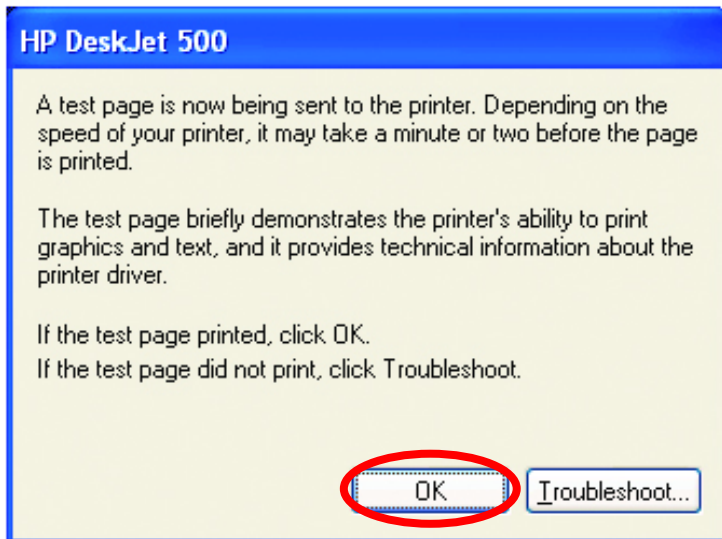 HP DeskJet 500
A test page is now being sent to the printer. Depending on the
speed of your printer, it may take a minute or two before the page
is printed.
The test page briefly demonstrates the printer's ability to print
graphics and text, and it provides technical information about the
printer driver.
If the test page printed, click OK.
If the test page did not print, click Troubleshoot.
OK
Troubleshoot...